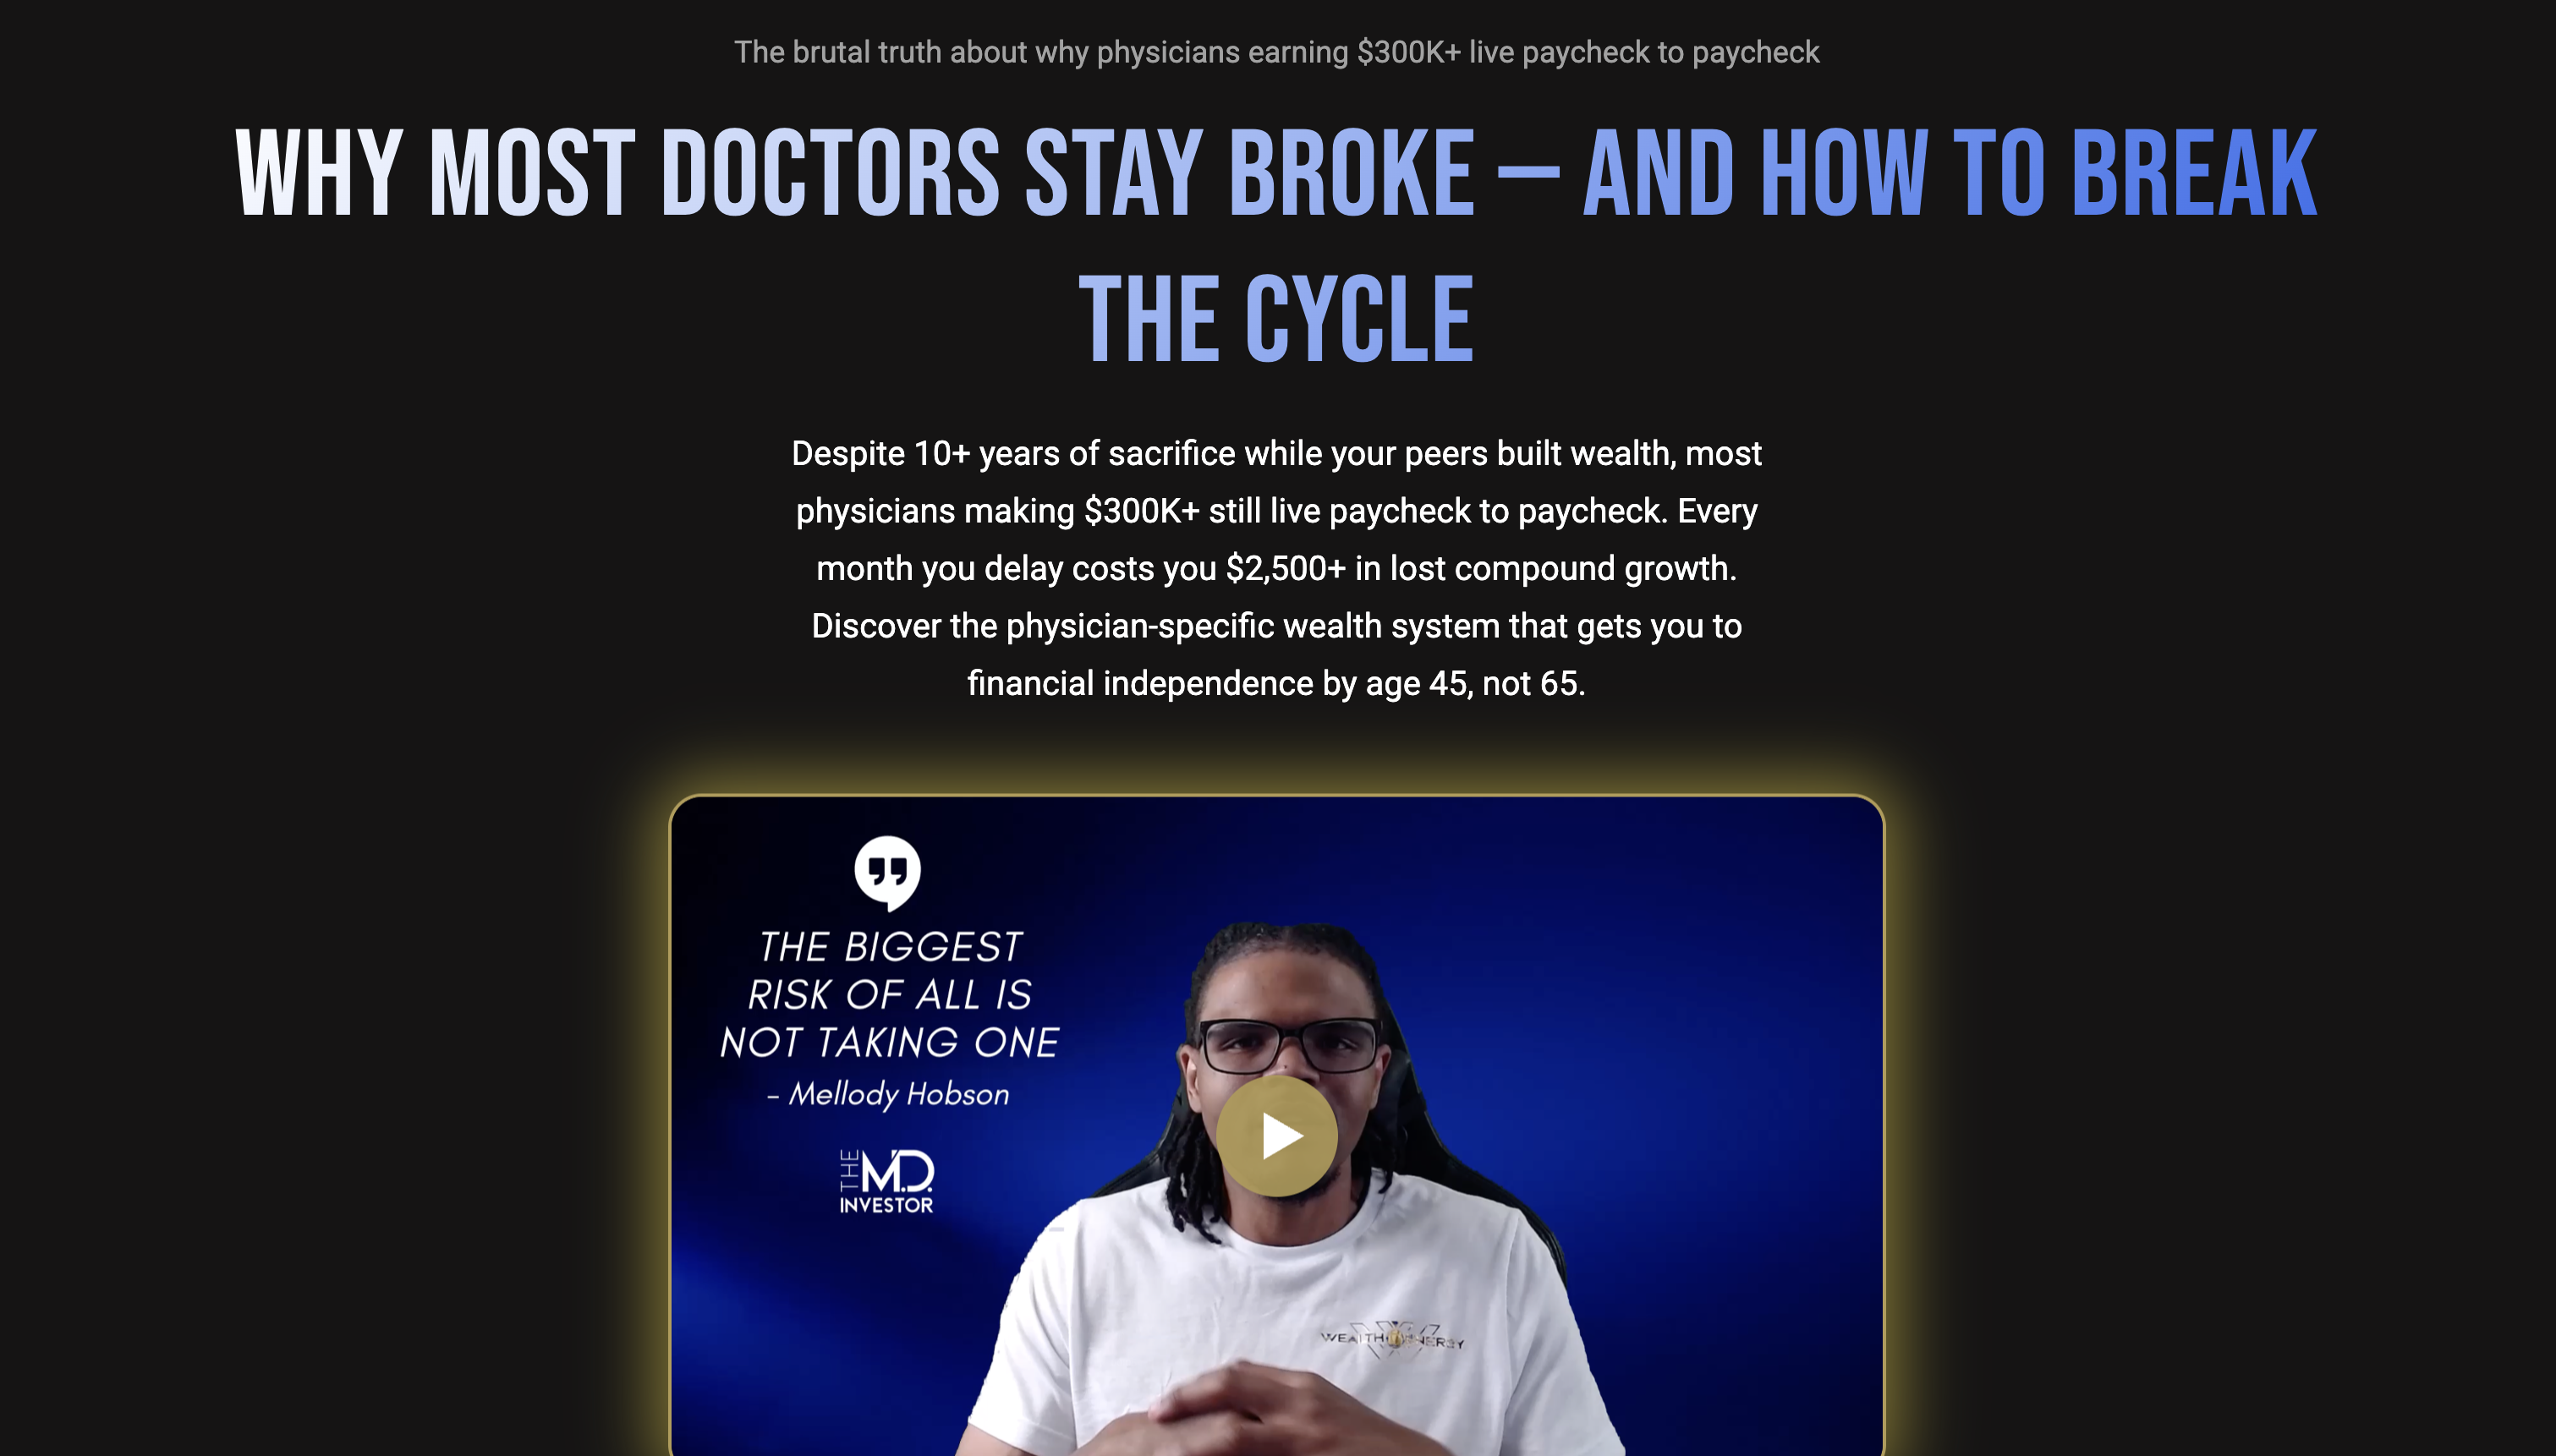 The brutal truth about why physicians earning $300K+ live paycheck to paycheck
WHY MOST DOCTORS STAY BROKE — AND HOW TO BREAK
THE CYCLE
Despite 10+ years of sacrifice while your peers built wealth, most
physicians making $300K+ still live paycheck to paycheck. Every
month you delay costs you $2,500+ in lost compound growth.
Discover the physician-specific wealth system that gets you to
financial independence by age 45, not 65.
THE BIGGEST
RISK OF ALL IS
NOT TAKING ONE
- Mellody Hobson
THE M.D.
INVESTOR